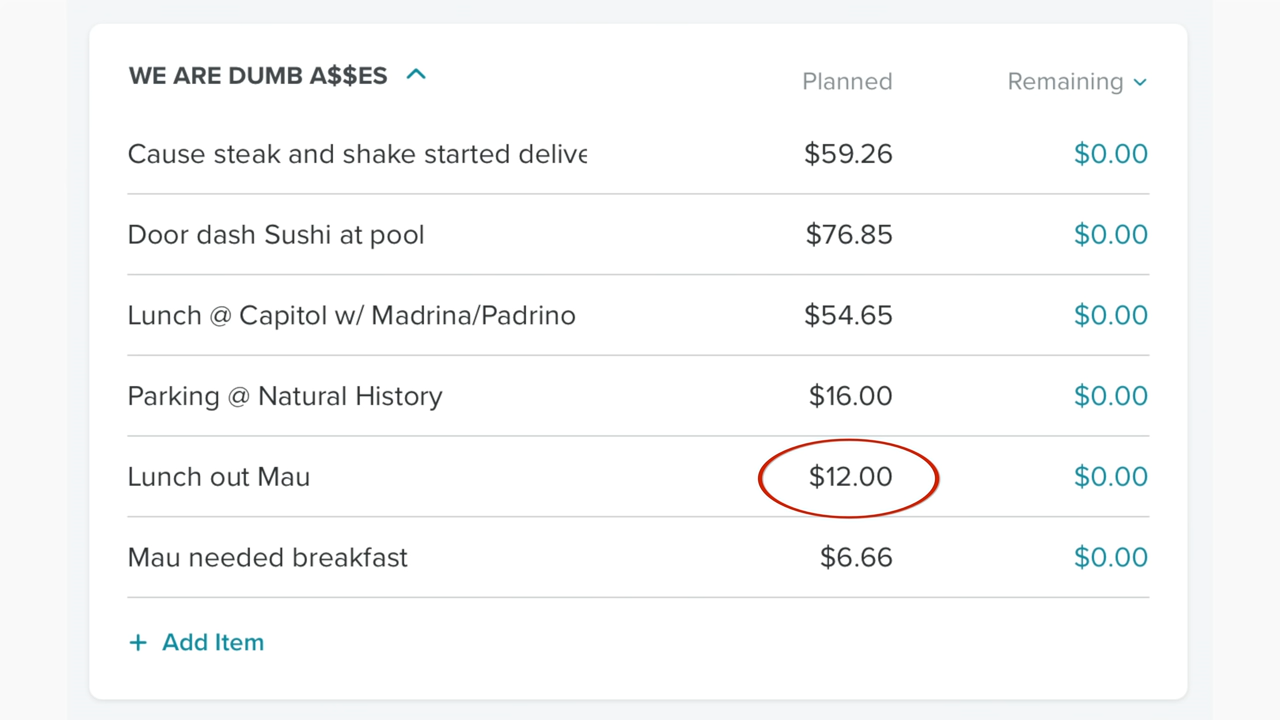 WE ARE DUMB A$$ES Planned Remaining
Cause steak and shake started delive $59.26 $0.00
Door dash Sushi at pool $76.85 $0.00
Lunch @ Capitol w/ Madrina/Padrino $54.65 $0.00
Parking @ Natural History $16.00 $0.00
Lunch out Mau $12.00 $0.00
Mau needed breakfast $6.66 $0.00
+ Add Item